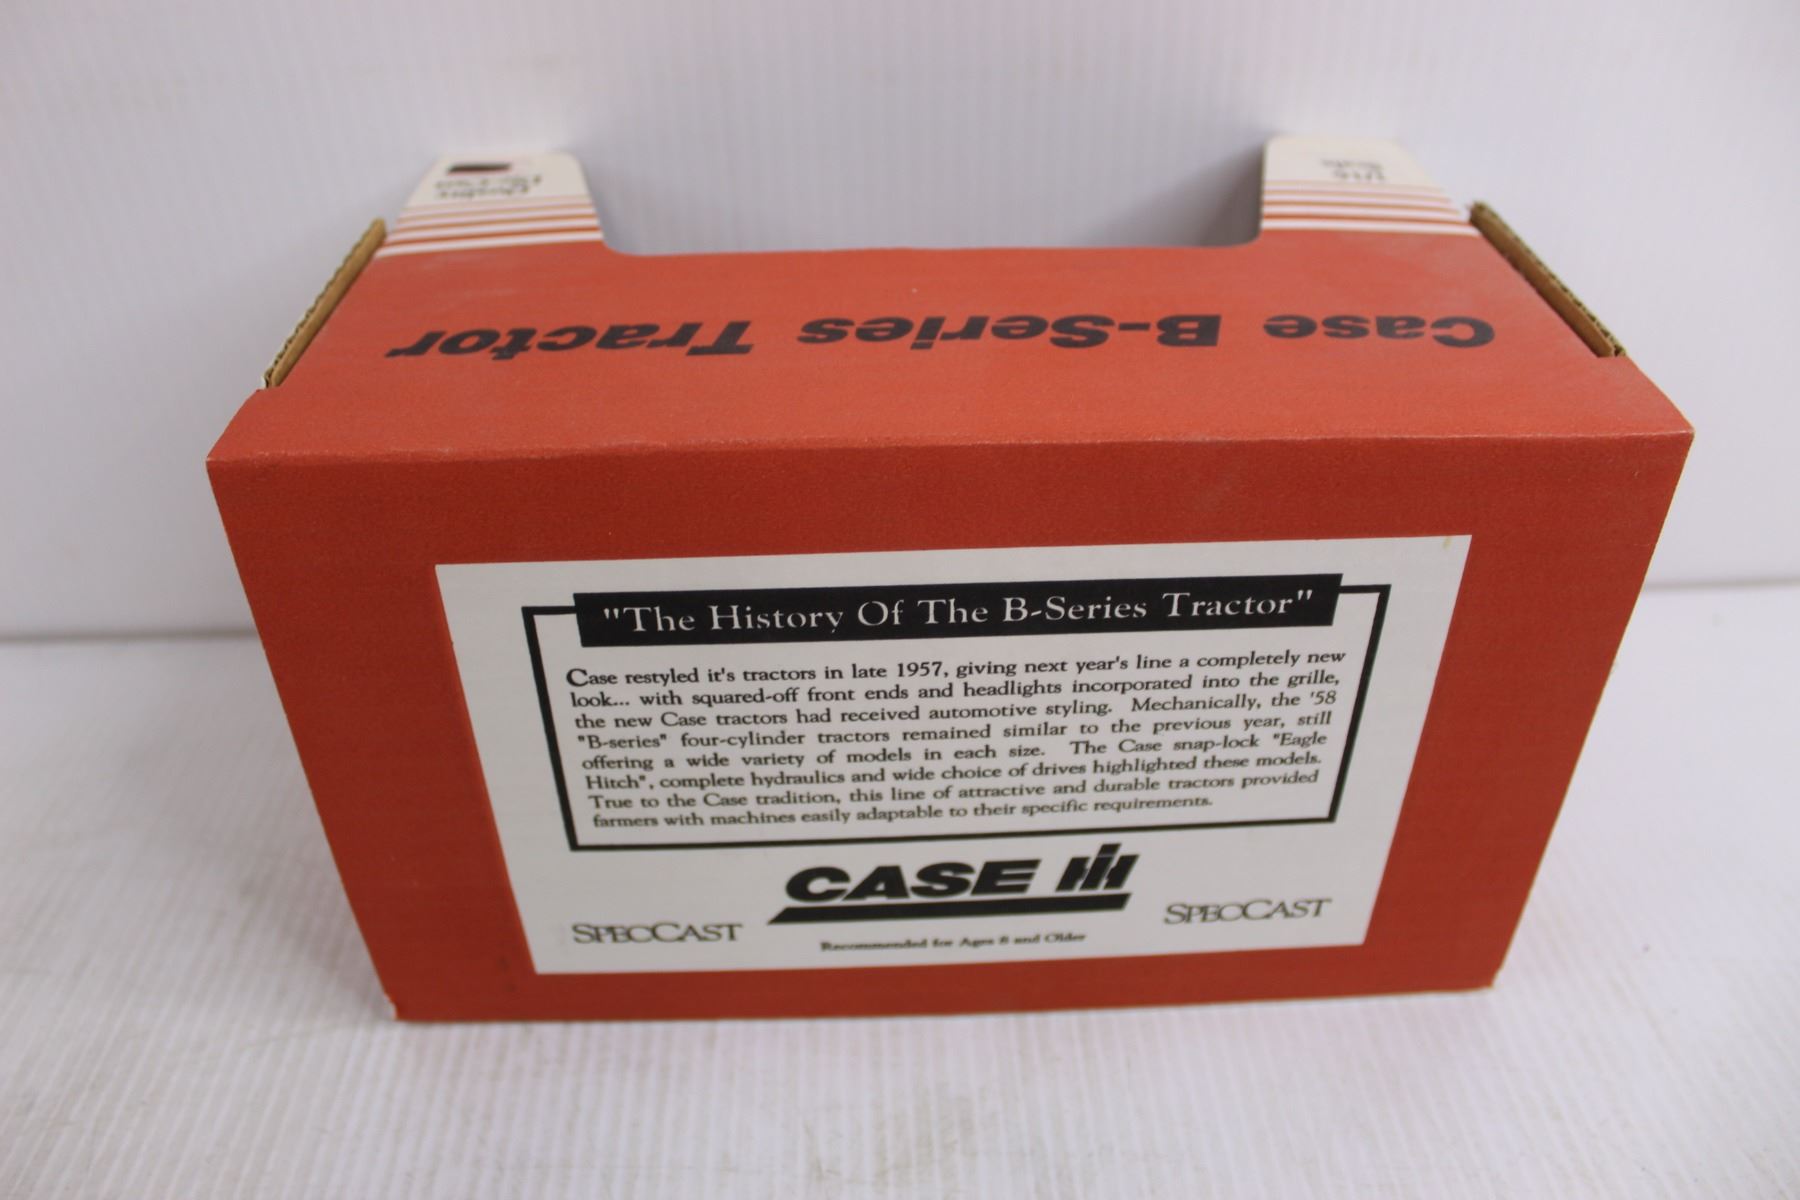 Case B-Series Tractor
1/16
Scale
"The History Of The B-Series Tractor"
Case restyled it's tractors in late 1957, giving next year's line a completely new
look... with squared-off front ends and headlights incorporated into the grille,
the new Case tractors had received automotive styling. Mechanically, the '58
"B-series" four-cylinder tractors remained similar to the previous year, still
offering a wide variety of models in each size. The Case snap-lock "Eagle
Hitch", complete hydraulics and wide choice of drives highlighted these models.
True to the Case tradition, this line of attractive and durable tractors provided
farmers with machines easily adaptable to their specific requirements.
CASE IH
SPECCAST
SPECCAST
Recommended for Ages 8 and Older